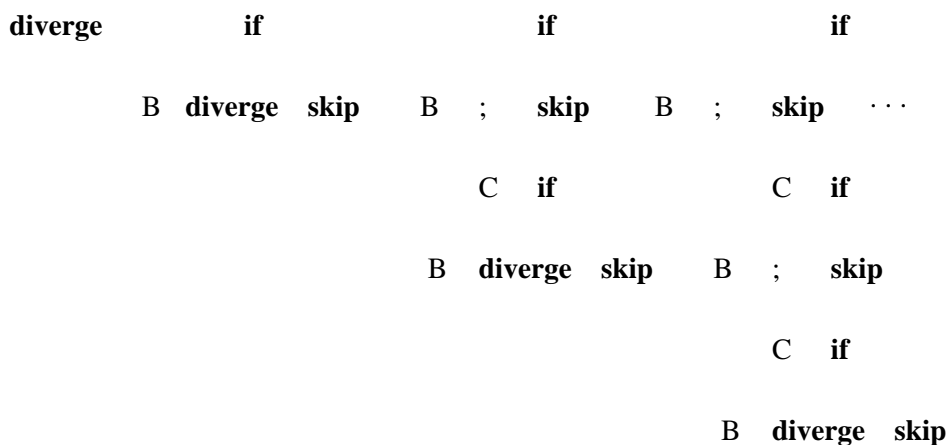 diverge if if if
B diverge skip B ; skip B ; skip · · ·
C if C if
B diverge skip B ; skip
C if
B diverge skip